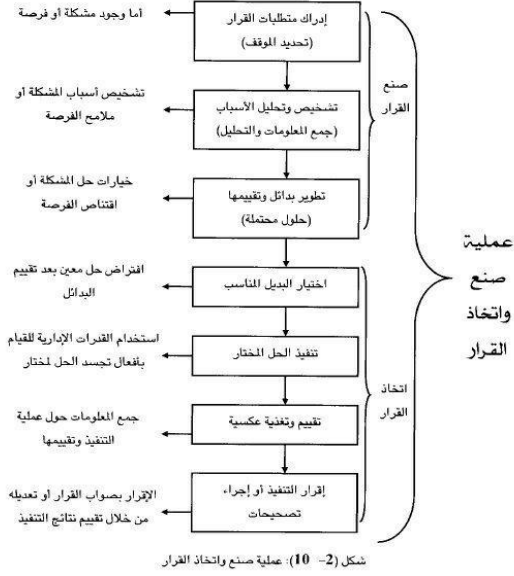 إدراك متطلبات القرار
(تحديد الموقف)
أما وجود مشكلة أو فرصة
تشخيص وتحليل الأسباب
(جمع المعلومات والتحليل)
تشخيص أسباب المشكلة أو
ملامح الفرصة
تطوير بدائل وتقييمها
(حلول محتملة)
خيارات حل المشكلة أو
اقتناص الفرصة
صنع
القرار
اختيار البديل المناسب
افتراض حل معين بعد تقييم
البدائل
تنفيذ الحل المختار
استخدام القدرات الإدارية للقيام
بأفعال تجسد الحل لمختار
تقييم وتغذية عكسية
جمع المعلومات حول عملية
التنفيذ وتقييمها
إقرار التنفيذ أو إجراء
تصحيحات
الإقرار بصواب القرار أو تعديله
من خلال تقييم نتائج التنفيذ
اتخاذ
القرار
عملية
صنع
واتخاذ
القرار
شكل (2– 10): عملية صنع واتخاذ القرار